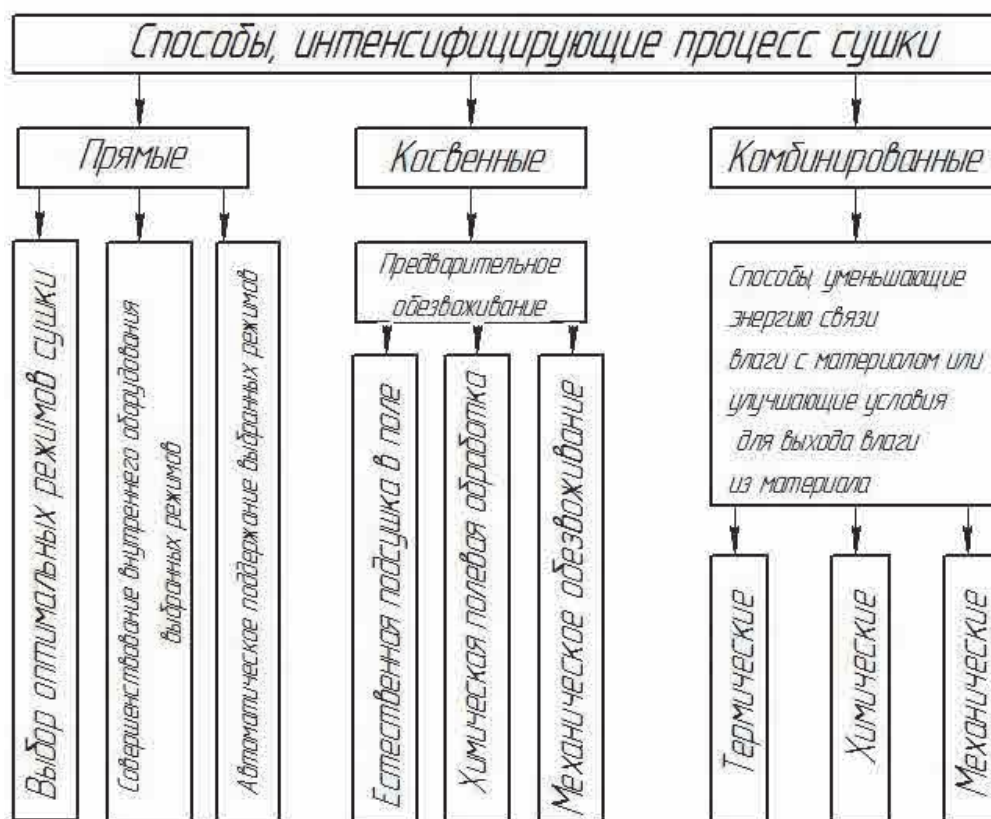 Способы, интенсифицирующие процесс сушки
Прямые
Косвенные
Комбинированные
Выбор оптимальных режимов сушки
Совершенствование внутреннего оборудования
выбранных режимов
Автоматическое поддержание выбранных режимов
Предварительное
обезвоживание
Естественная подсушка в поле
Химическая полевая обработка
Механическое обезвоживание
Способы, уменьшающие
энергию связи
влаги с материалом или
улучшающие условия
для выхода влаги
из материала
Термические
Химические
Механические